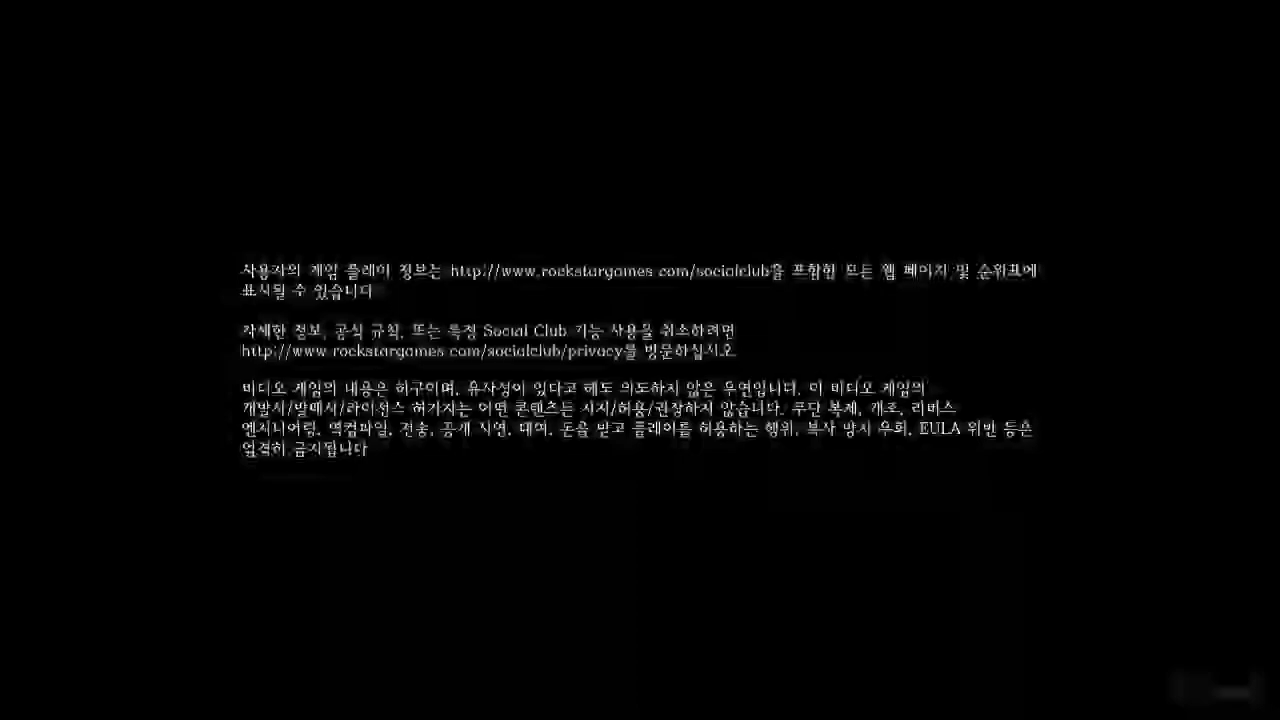 사용자의 게임 플레이 정보는 http://www.rockstargames.com/socialclub을 포함한 모든 웹 페이지 및 순위표에
표시될 수 있습니다
자세한 정보, 공식 규칙, 또는 특정 Social Club 기능 사용을 취소하려면
http://www.rockstargames.com/socialclub/privacy를 방문하십시오
비디오 게임의 내용은 허구이며, 유사성이 있다고 해도 의도하지 않은 우연입니다. 이 비디오 게임의
개발사/발매사/라이선스 허가자는 어떤 콘텐츠든 지지/허용/권장하지 않습니다. 무단 복제, 개조, 리버스
엔지니어링, 역컴파일, 전송, 공개 시연, 대여, 돈을 받고 플레이를 허용하는 행위, 복사 방지 우회, EULA 위반 등은
엄격히 금지됩니다